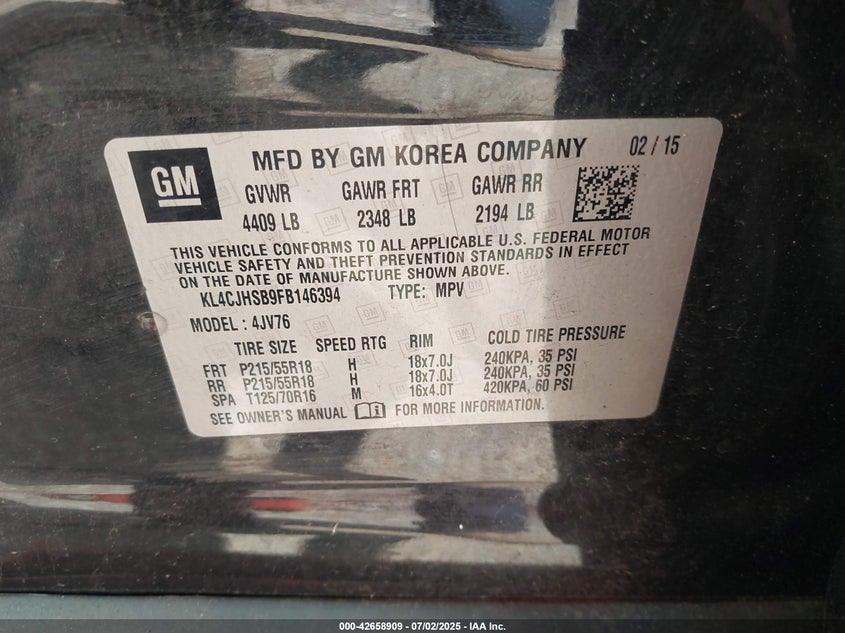 GM MFD BY GM KOREA COMPANY 02 / 15
GVWR GAWR FRT GAWR RR
4409 LB 2348 LB 2194 LB
THIS VEHICLE CONFORMS TO ALL APPLICABLE U.S. FEDERAL MOTOR
VEHICLE SAFETY AND THEFT PREVENTION STANDARDS IN EFFECT
ON THE DATE OF MANUFACTURE SHOWN ABOVE.
KL4CJHSB9FB146394 TYPE: MPV
MODEL : 4JV76
TIRE SIZE SPEED RTG RIM COLD TIRE PRESSURE
FRT P215/55R18 H 18x7.0J 240KPA, 35 PSI
RR P215/55R18 H 18x7.0J 240KPA, 35 PSI
SPA T125/70R16 M 16x4.0T 420KPA, 60 PSI
SEE OWNER'S MANUAL FOR MORE INFORMATION.
000-42658909 • 07/02/2025 - IAA Inc.